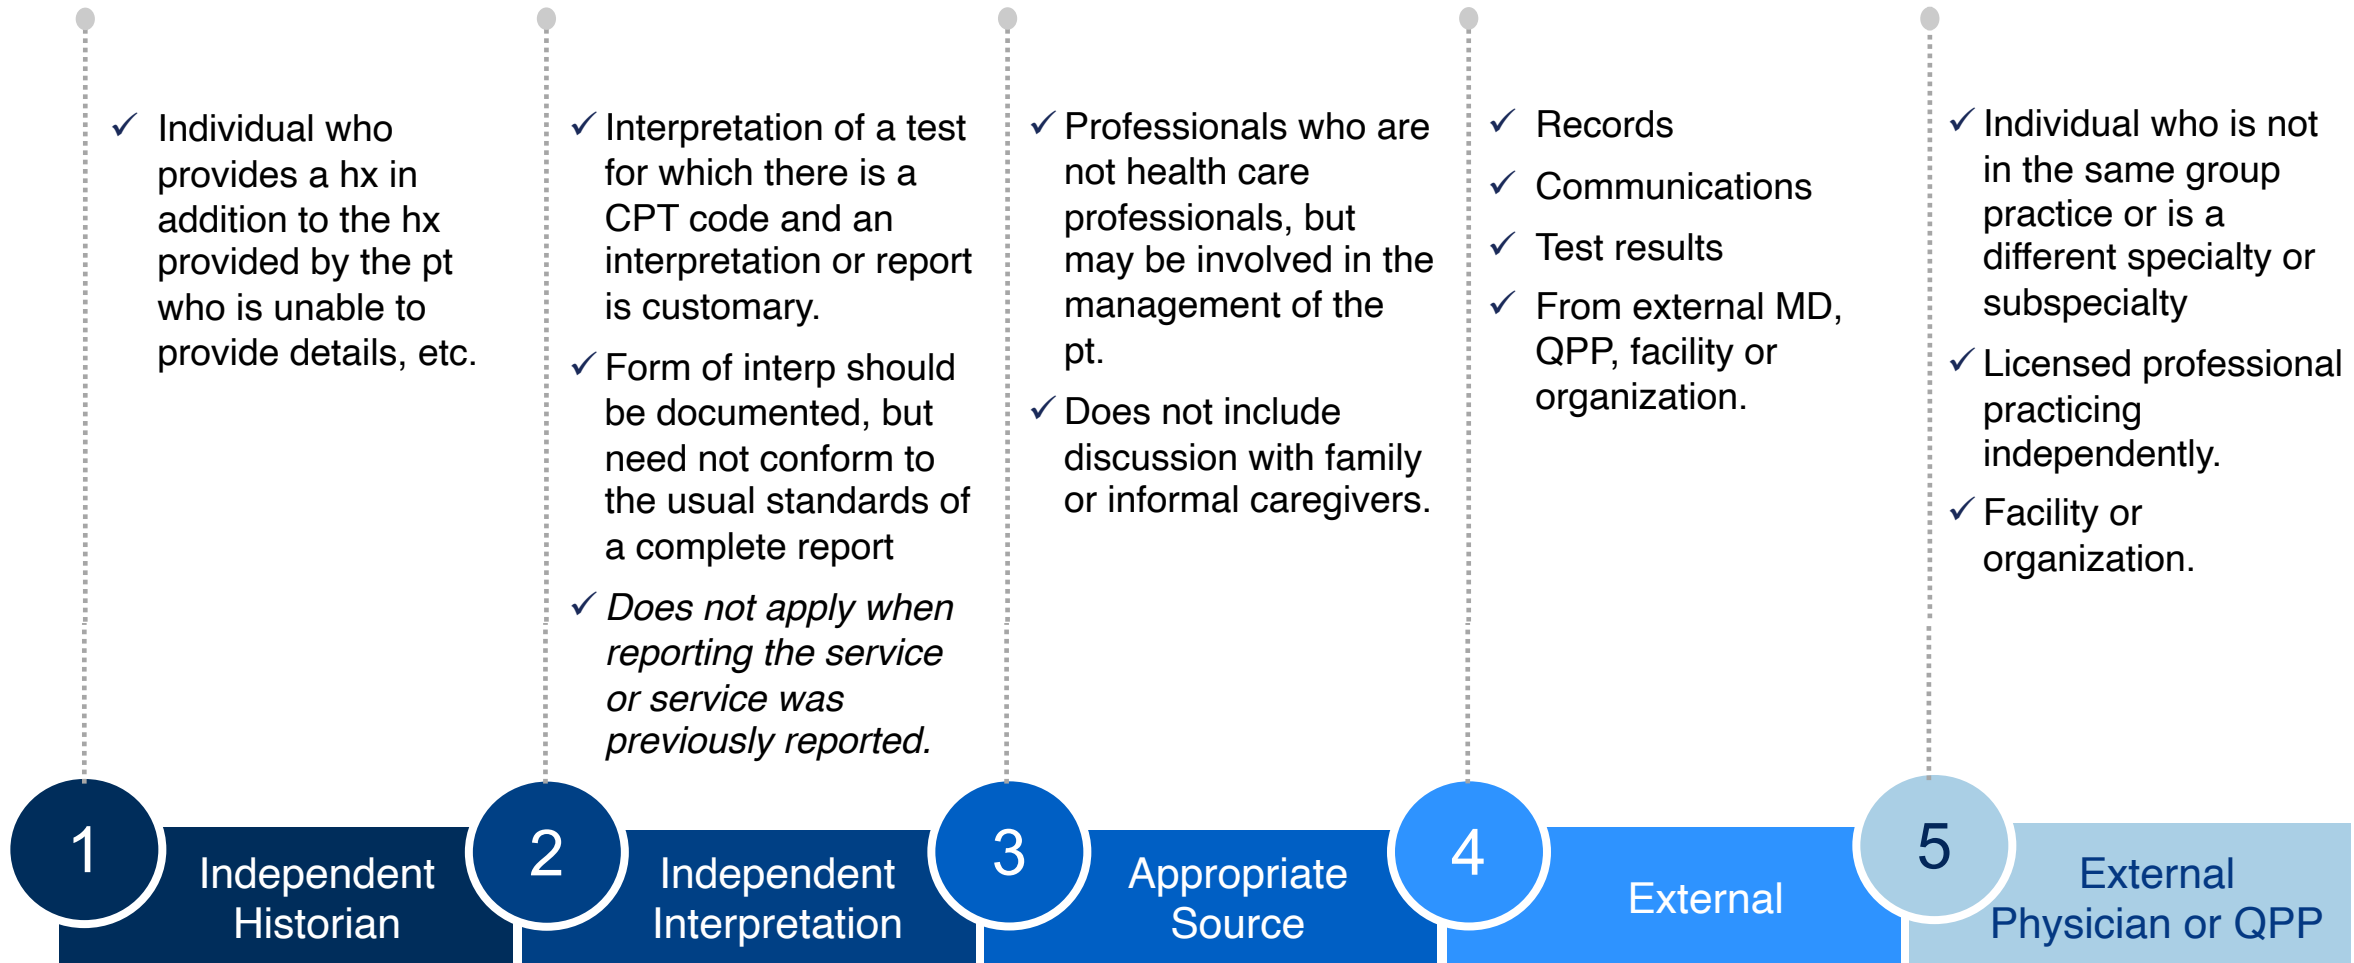 ✓ Individual who
provides a hx in
addition to the hx
provided by the pt
who is unable to
provide details, etc.
1
Independent
Historian
✓ Interpretation of a test
for which there is a
CPT code and an
interpretation or report
is customary.
✓ Form of interp should
be documented, but
need not conform to
the usual standards of
a complete report
✓ Does not apply when
reporting the service
or service was
previously reported.
2
Independent
Interpretation
✓ Professionals who are
not health care
professionals, but
may be involved in the
management of the
pt.
✓ Does not include
discussion with family
or informal caregivers.
3
Appropriate
Source
✓ Records
✓ Communications
✓ Test results
✓ From external MD,
QPP, facility or
organization.
4
External
✓ Individual who is not
in the same group
practice or is a
different specialty or
subspecialty
✓ Licensed professional
practicing
independently.
✓ Facility or
organization.
5
External
Physician or QPP